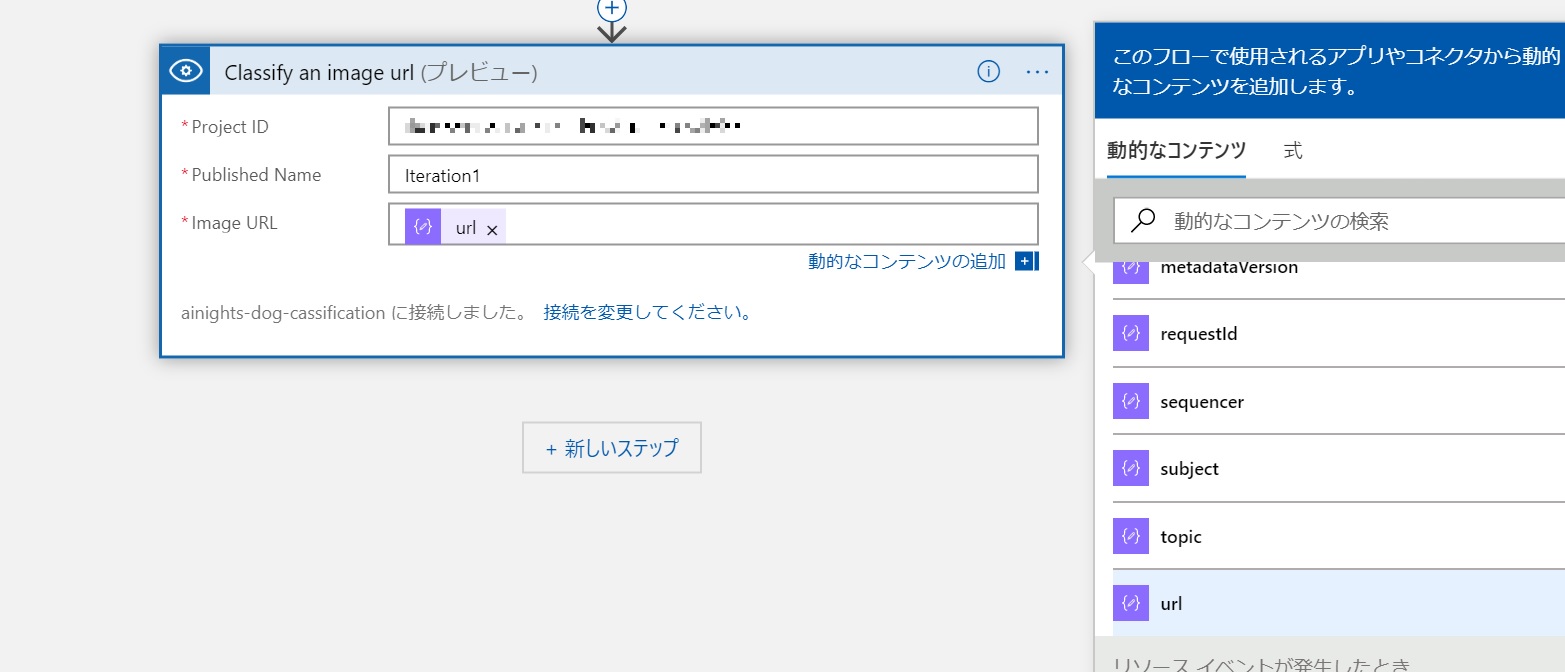 Classify an image url (プレビュー)
*Project ID
*Published Name
Iteration1
*Image URL
url
動的なコンテンツの追加
ainights-dog-cassification に接続しました。 接続を変更してください。
+ 新しいステップ
このフローで使用されるアプリやコネクタから動的
なコンテンツを追加します。
動的なコンテンツ 式
動的なコンテンツの検索
metadataVersion
requestId
sequencer
subject
topic
url
リソース イベントが発生したとき